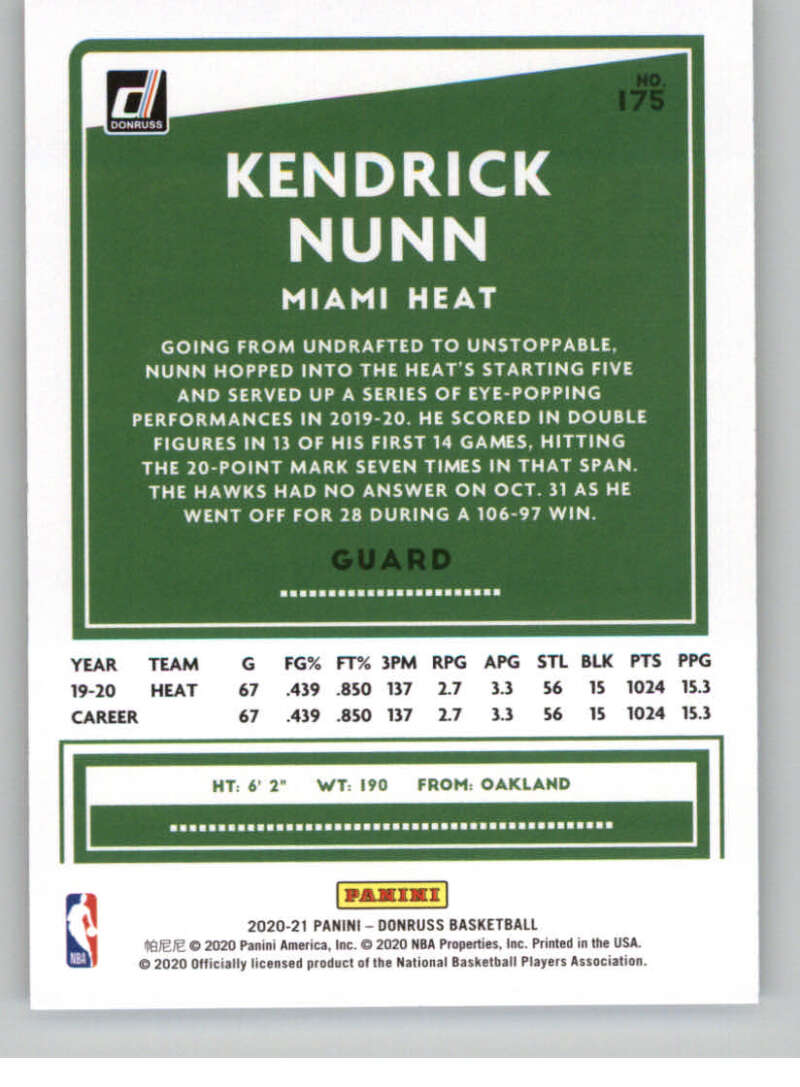 DONRUSS
NO.
175
KENDRICK
NUNN
MIAMI HEAT
GOING FROM UNDRAFTED TO UNSTOPPABLE,
NUNN HOPPED INTO THE HEAT'S STARTING FIVE
AND SERVED UP A SERIES OF EYE-POPPING
PERFORMANCES IN 2019-20. HE SCORED IN DOUBLE
FIGURES IN 13 OF HIS FIRST 14 GAMES, HITTING
THE 20-POINT MARK SEVEN TIMES IN THAT SPAN.
THE HAWKS HAD NO ANSWER ON OCT. 31 AS HE
WENT OFF FOR 28 DURING A 106-97 WIN.
GUARD
YEAR TEAM G FG% FT% 3PM RPG APG STL BLK PTS PPG
19-20 HEAT 67 .439 .850 137 2.7 3.3 56 15 1024 15.3
CAREER 67 .439 .850 137 2.7 3.3 56 15 1024 15.3
HT: 6' 2" WT: 190 FROM: OAKLAND
PANINI
2020-21 PANINI – DONRUSS BASKETBALL
帕尼尼 © 2020 Panini America, Inc. © 2020 NBA Properties, Inc. Printed in the USA.
© 2020 Officially licensed product of the National Basketball Players Association.
NBA